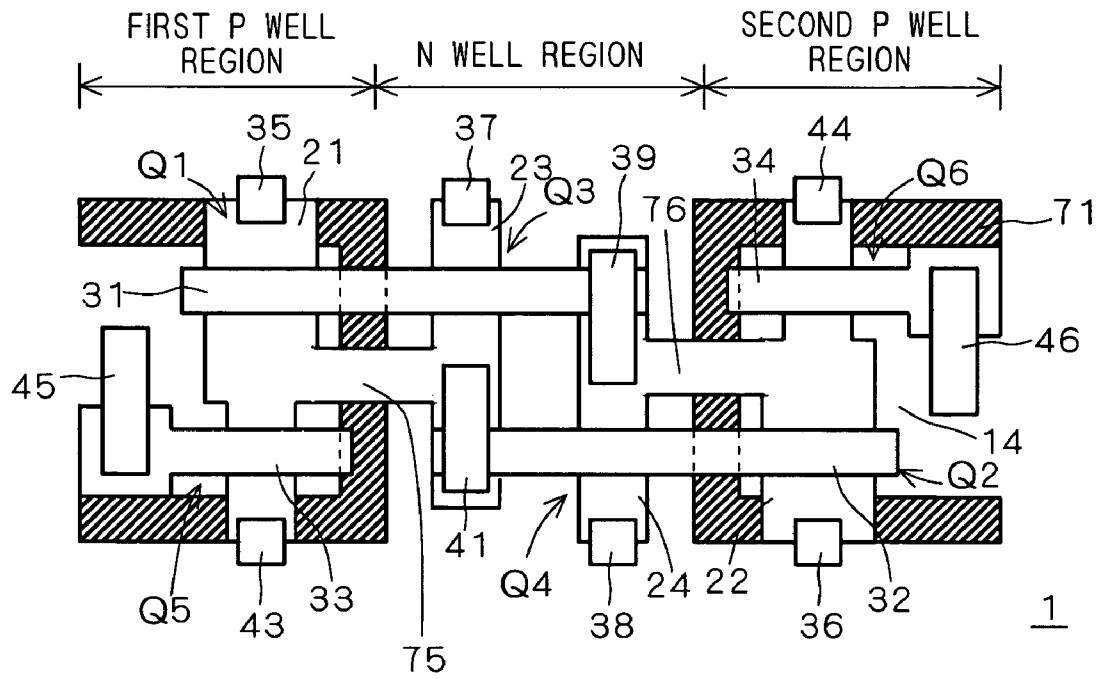 FIRST P WELL REGION
N WELL REGION
SECOND P WELL REGION
35
37
44
Q1
21
23
39
34
Q6
Q3
76
71
31
45
46
14
Q2
41
Q5
33
43
75
Q4
38
24
22
36
32
1